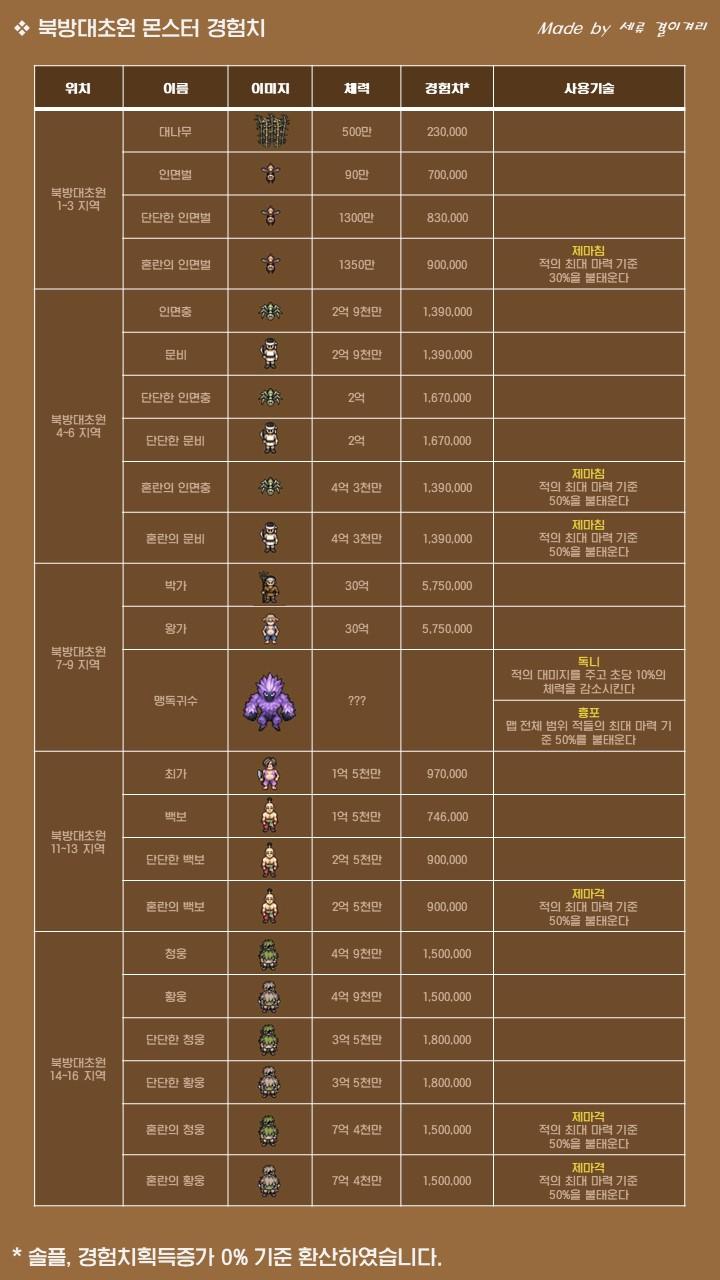 ❖ 북방대초원 몬스터 경험치
Made by 세류 겉이겨리
위치 이름 이미지 체력 경험치* 사용기술
북방대초원
1-3 지역
대나무 500만 230,000
인면벌 90만 700,000
단단한 인면벌 1300만 830,000
혼란의 인면벌 1350만 900,000
제마침
적의 최대 마력 기준
30%을 불태운다
북방대초원
4-6 지역
인면충 2억 9천만 1,390,000
문비 2억 9천만 1,390,000
단단한 인면충 2억 1,670,000
단단한 문비 2억 1,670,000
혼란의 인면충 4억 3천만 1,390,000
제마침
적의 최대 마력 기준
50%을 불태운다
혼란의 문비 4억 3천만 1,390,000
제마침
적의 최대 마력 기준
50%을 불태운다
북방대초원
7-9 지역
박가 30억 5,750,000
왕가 30억 5,750,000
맹독귀수 ???
독니
적의 대미지를 주고 초당 10%의
체력을 감소시킨다
흉포
맵 전체 범위 적들의 최대 마력 기
준 50%를 불태운다
북방대초원
11-13 지역
최가 1억 5천만 970,000
백보 1억 5천만 746,000
단단한 백보 2억 5천만 900,000
혼란의 백보 2억 5천만 900,000
제마격
적의 최대 마력 기준
50%을 불태운다
북방대초원
14-16 지역
청웅 4억 9천만 1,500,000
황웅 4억 9천만 1,500,000
단단한 청웅 3억 5천만 1,800,000
단단한 황웅 3억 5천만 1,800,000
혼란의 청웅 7억 4천만 1,500,000
제마격
적의 최대 마력 기준
50%을 불태운다
혼란의 황웅 7억 4천만 1,500,000
제마격
적의 최대 마력 기준
50%을 불태운다
* 솔플, 경험치획득증가 0% 기준 환산하였습니다.